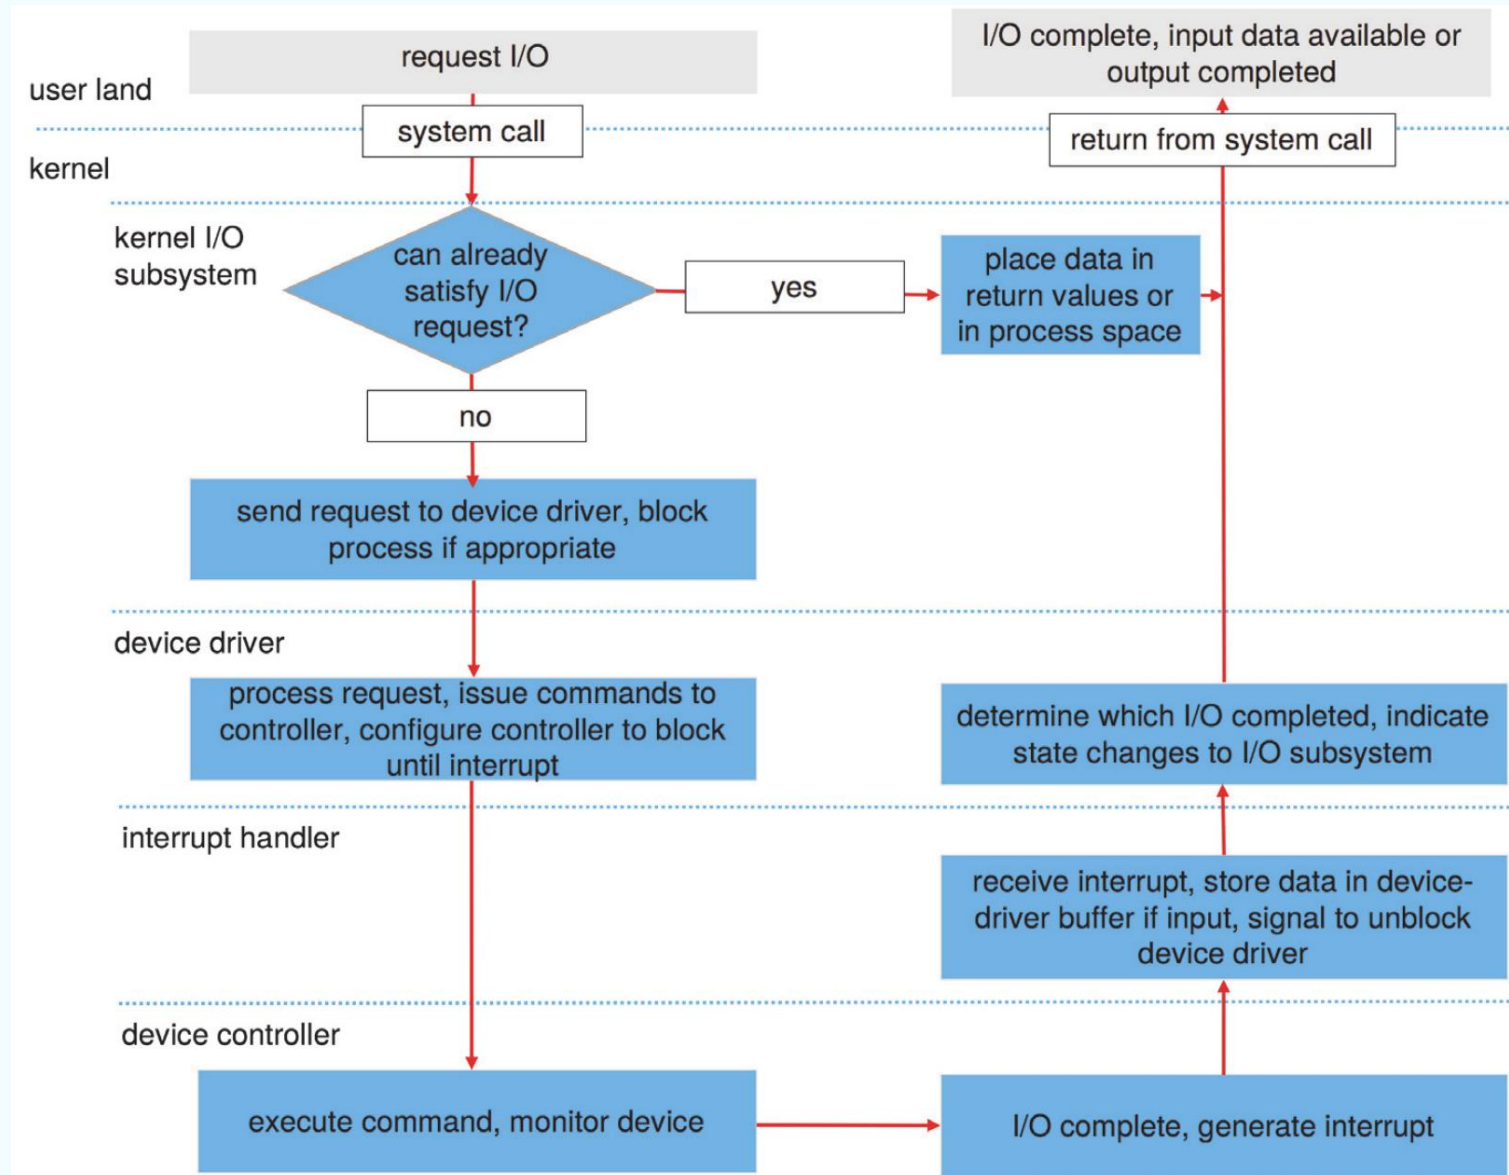 request I/O
I/O complete, input data available or
output completed
user land
system call
return from system call
kernel
kernel I/O
subsystem
can already
satisfy I/O
request?
yes
place data in
return values or
in process space
no
send request to device driver, block
process if appropriate
device driver
process request, issue commands to
controller, configure controller to block
until interrupt
determine which I/O completed, indicate
state changes to I/O subsystem
interrupt handler
receive interrupt, store data in device-
driver buffer if input, signal to unblock
device driver
device controller
execute command, monitor device
I/O complete, generate interrupt